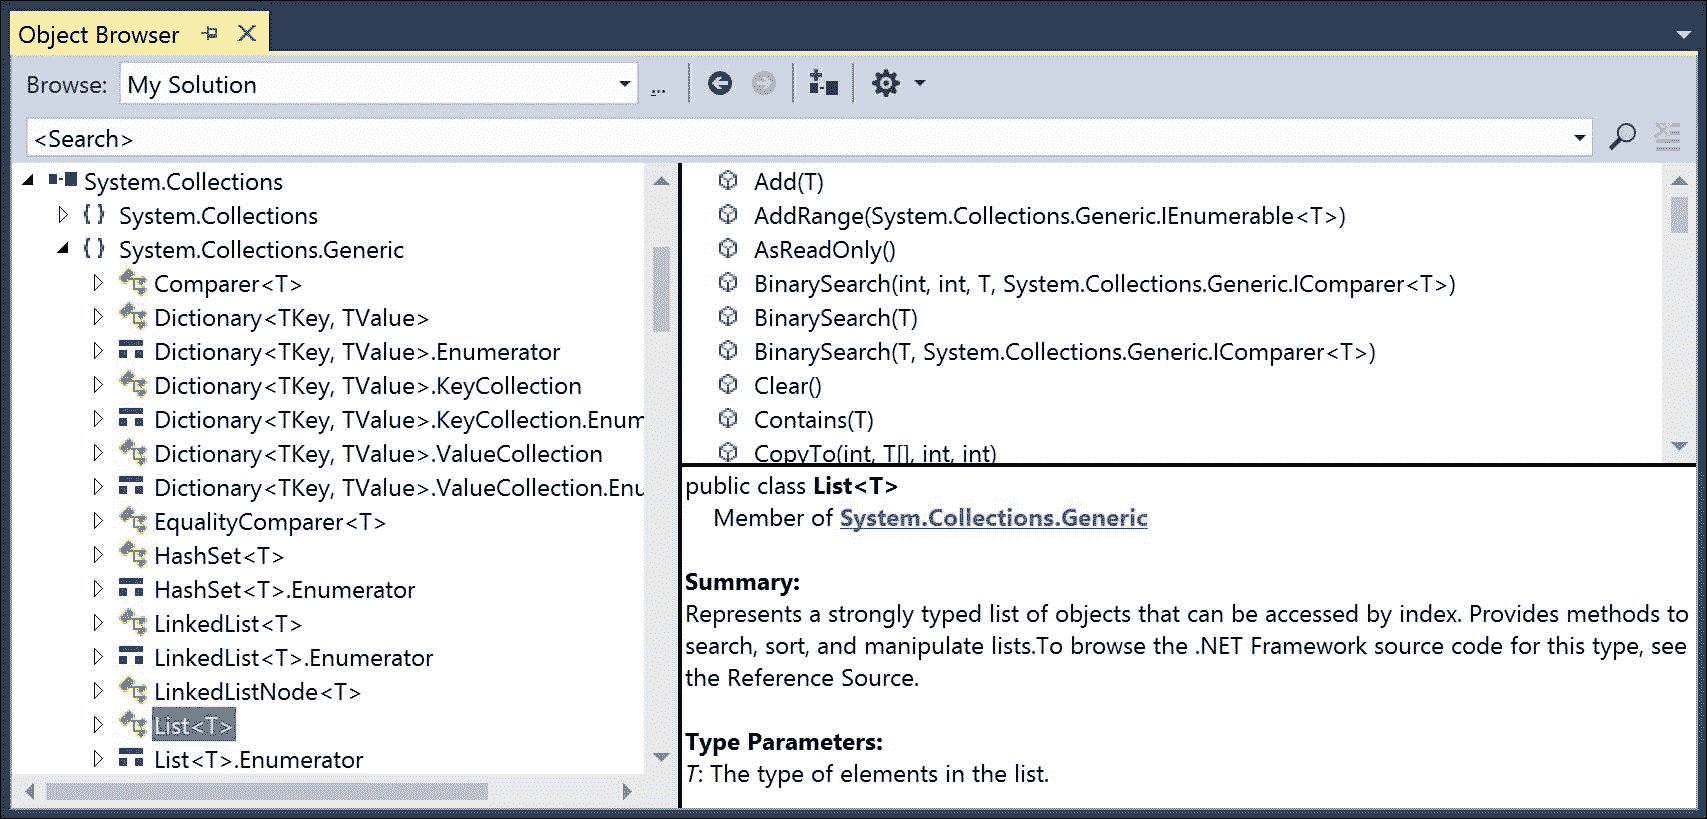 Object Browser
Browse: My Solution ...
<Search>
System.Collections
System.Collections
System.Collections.Generic
Comparer<T>
Dictionary<TKey, TValue>
Dictionary<TKey, TValue>.Enumerator
Dictionary<TKey, TValue>.KeyCollection
Dictionary<TKey, TValue>.KeyCollection.Enum
Dictionary<TKey, TValue>.ValueCollection
Dictionary<TKey, TValue>.ValueCollection.Enu
EqualityComparer<T>
HashSet<T>
HashSet<T>.Enumerator
LinkedList<T>
LinkedList<T>.Enumerator
LinkedListNode<T>
List<T>
List<T>.Enumerator
Add(T)
AddRange(System.Collections.Generic.IEnumerable<T>)
AsReadOnly()
BinarySearch(int, int, T, System.Collections.Generic.IComparer<T>)
BinarySearch(T)
BinarySearch(T, System.Collections.Generic.IComparer<T>)
Clear()
Contains(T)
CopyTo(int, T[], int, int)
public class List<T>
Member of System.Collections.Generic
Summary:
Represents a strongly typed list of objects that can be accessed by index. Provides methods to
search, sort, and manipulate lists.To browse the .NET Framework source code for this type, see
the Reference Source.
Type Parameters:
T: The type of elements in the list.